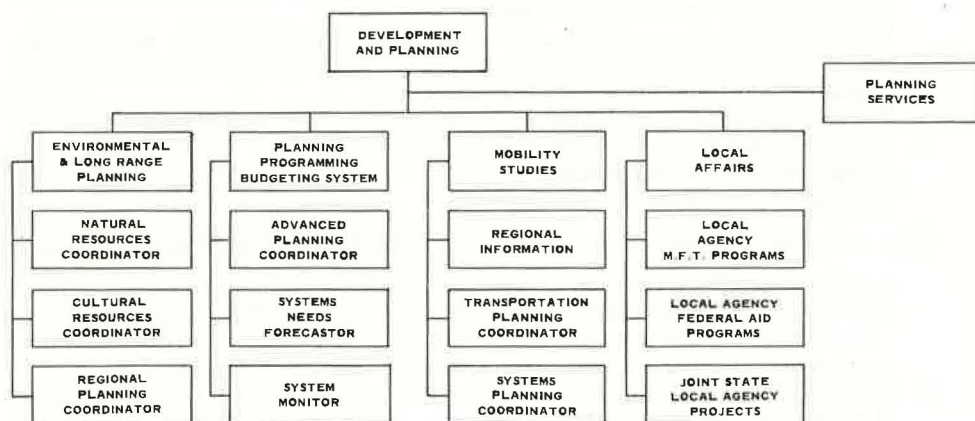 DEVELOPMENT
AND PLANNING
PLANNING
SERVICES
ENVIRONMENTAL
& LONG RANGE
PLANNING
NATURAL
RESOURCES
COORDINATOR
CULTURAL
RESOURCES
COORDINATOR
REGIONAL
PLANNING
COORDINATOR
PLANNING
PROGRAMMING
BUDGETING SYSTEM
ADVANCED
PLANNING
COORDINATOR
SYSTEMS
NEEDS
FORECASTOR
SYSTEM
MONITOR
MOBILITY
STUDIES
REGIONAL
INFORMATION
TRANSPORTATION
PLANNING
COORDINATOR
SYSTEMS
PLANNING
COORDINATOR
LOCAL
AFFAIRS
LOCAL
AGENCY
M.F.T. PROGRAMS
LOCAL AGENCY
FEDERAL AID
PROGRAMS
JOINT STATE
LOCAL AGENCY
PROJECTS